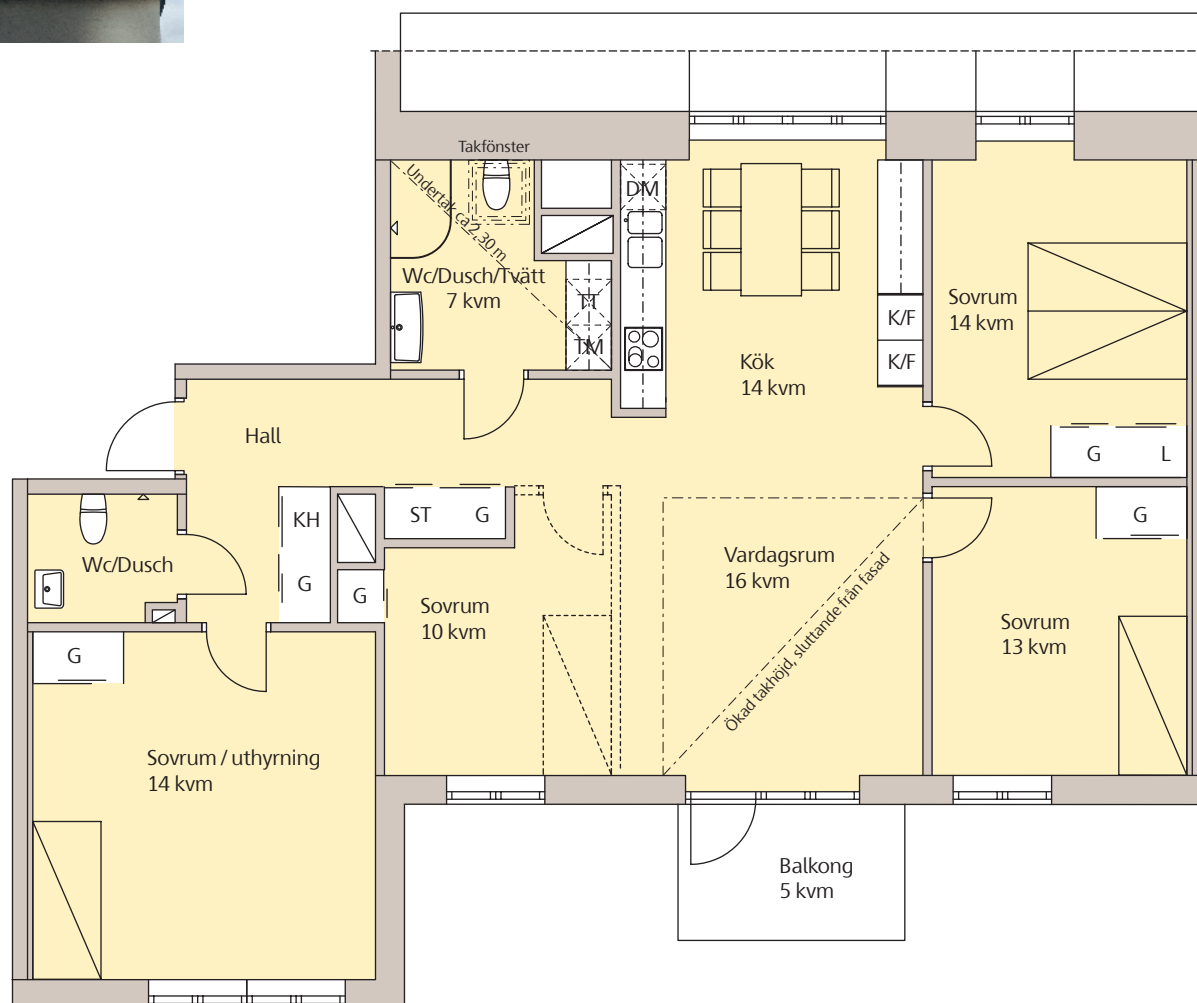 Takfönster
Undertak ca 2,30 m
DM
Wc/Dusch/Tvätt
7 kvm
TT
TM
K/F
K/F
Kök
14 kvm
Sovrum
14 kvm
Hall
G L
KH
G
ST G
G
Wc/Dusch
G
Sovrum
10 kvm
Vardagsrum
16 kvm
Ökad takhöjd, sluttande från fasad
G
Sovrum
13 kvm
Sovrum / uthyrning
14 kvm
Balkong
5 kvm